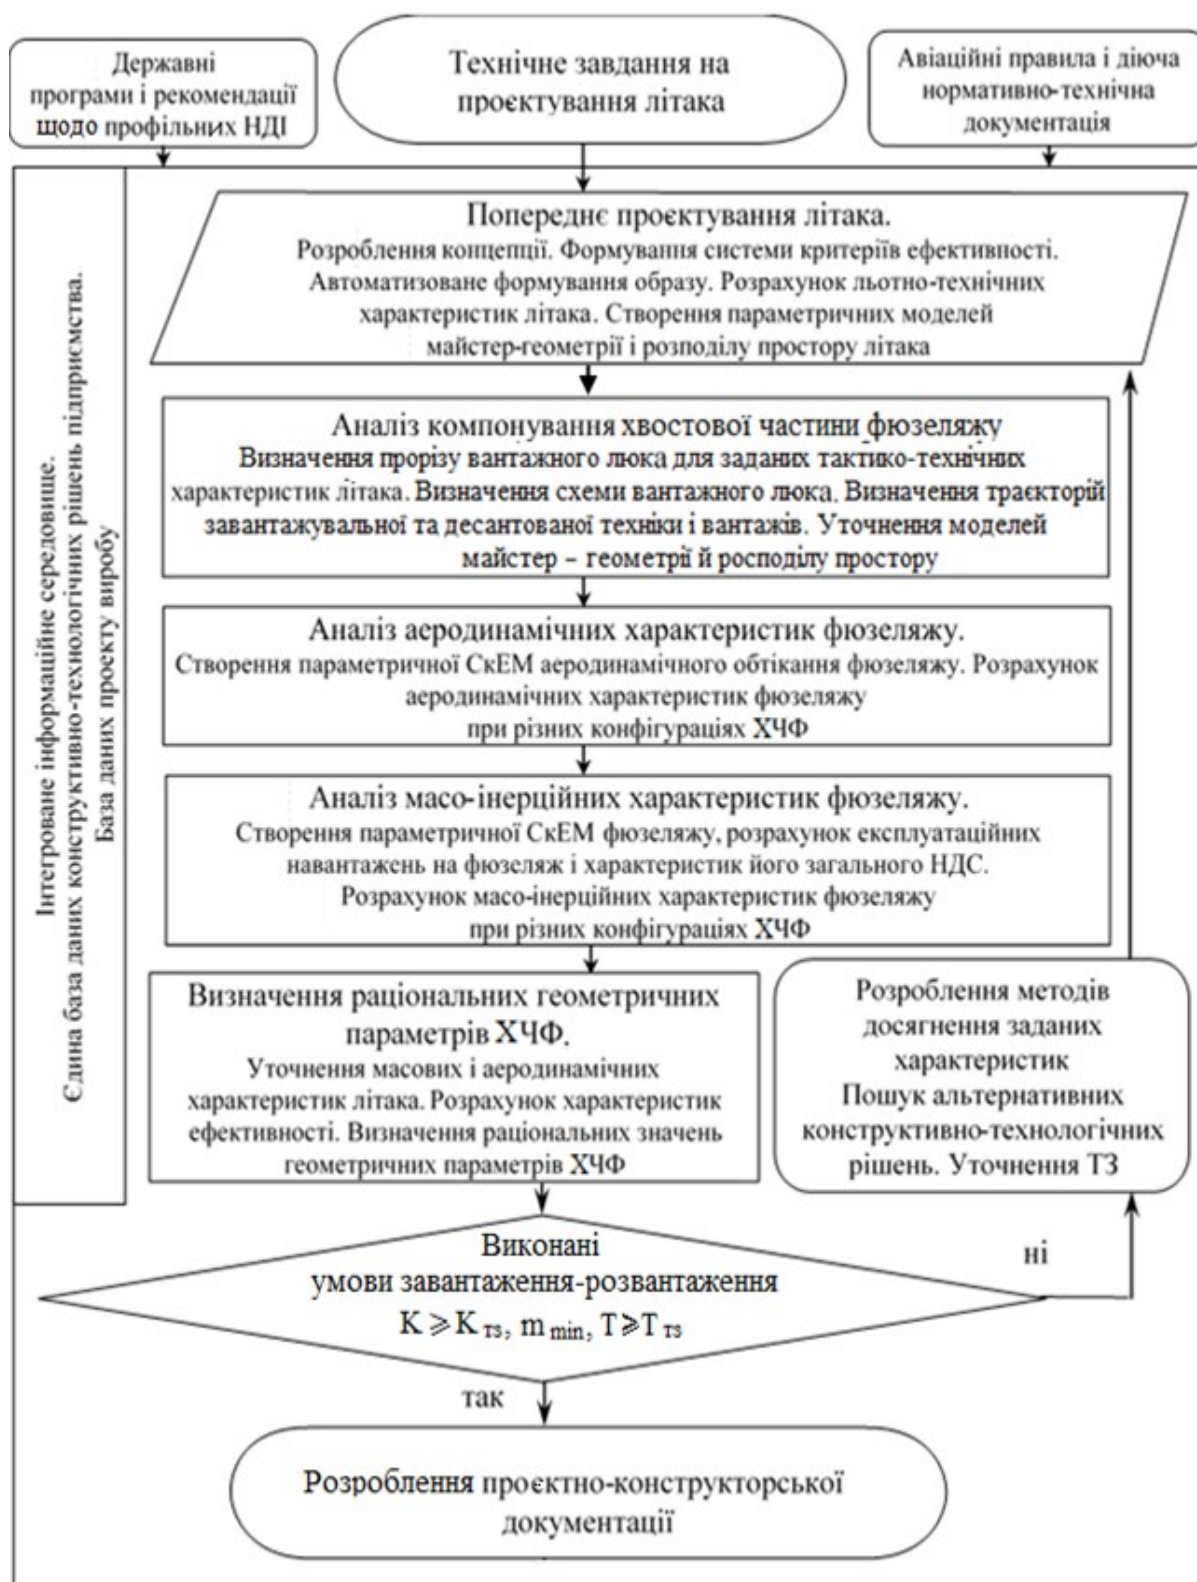 Державні
програми і рекомендації
щодо профільних НДІ
Технічне завдання на
проєктування літака
Авіаційні правила і діюча
нормативно-технічна
документація
Інтегроване інформаційне середовище.
Єдина база даних конструктивно-технологічних рішень підприємства.
База даних проекту виробу
Попереднє проєктування літака.
Розроблення концепції. Формування системи критеріїв ефективності.
Автоматизоване формування образу. Розрахунок льотно-технічних
характеристик літака. Створення параметричних моделей
майстер-геометрії і розподілу простору літака
Аналіз компонування хвостової частини фюзеляжу
Визначення прорізу вантажного люка для заданих тактико-технічних
характеристик літака. Визначення схеми вантажного люка. Визначення траєкторій
завантажувальної та десантованої техніки і вантажів. Уточнення моделей
майстер – геометрії й росподілу простору
Аналіз аеродинамічних характеристик фюзеляжу.
Створення параметричної СкЕМ аеродинамічного обтікання фюзеляжу. Розрахунок
аеродинамічних характеристик фюзеляжу
при різних конфігураціях ХЧФ
Аналіз масо-інерційних характеристик фюзеляжу.
Створення параметричної СкЕМ фюзеляжу, розрахунок експлуатаційних
навантажень на фюзеляж і характеристик його загального НДС.
Розрахунок масо-інерційних характеристик фюзеляжу
при різних конфігураціях ХЧФ
Визначення раціональних геометричних
параметрів ХЧФ.
Уточнення масових і аеродинамічних
характеристик літака. Розрахунок характеристик
ефективності. Визначення раціональних значень
геометричних параметрів ХЧФ
Розроблення методів
досягнення заданих
характеристик
Пошук альтернативних
конструктивно-технологічних
рішень. Уточнення ТЗ
Виконані
умови завантаження-розвантаження
K ⩾ K TS, m min, T ⩾ T TS
ні
так
Розроблення проєктно-конструкторської
документації